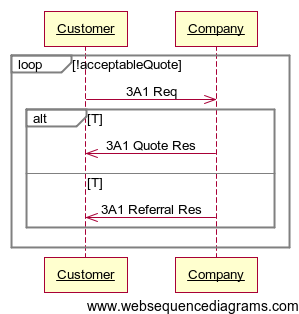 Customer Company
loop [!acceptableQuote]
3A1 Req
alt [T]
3A1 Quote Res
[T]
3A1 Referral Res
Customer Company
www.websequencediagrams.com